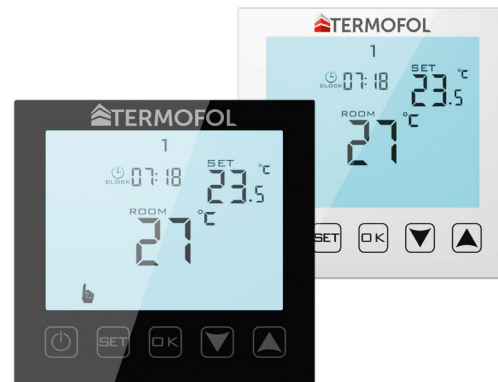 TERMOFOL
1
CLOCK 07:18
SET 23.5 °C
ROOM 27 °C
SET OK
TERMOFOL
1
CLOCK 07:18
SET 23.5 °C
ROOM 27 °C
SET OK